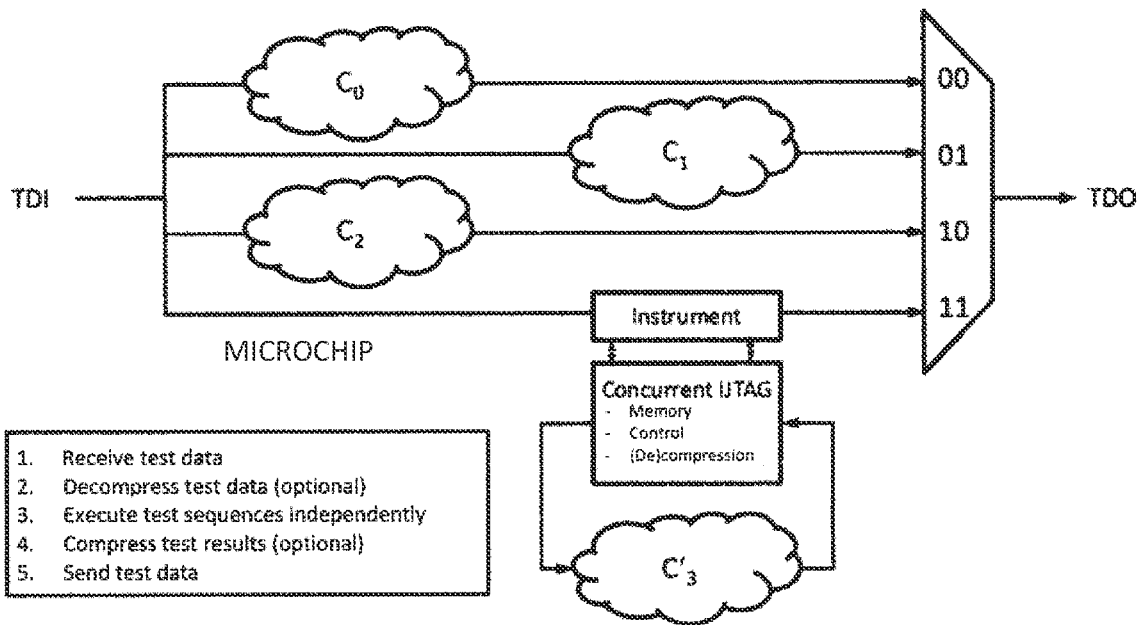 C0
00
C1
01
TDI
TDO
C2
10
Instrument
11
MICROCHIP
Concurrent IJTAG
- Memory
- Control
- (De)compression
1. Receive test data
2. Decompress test data (optional)
3. Execute test sequences independently
4. Compress test results (optional)
5. Send test data
C'3